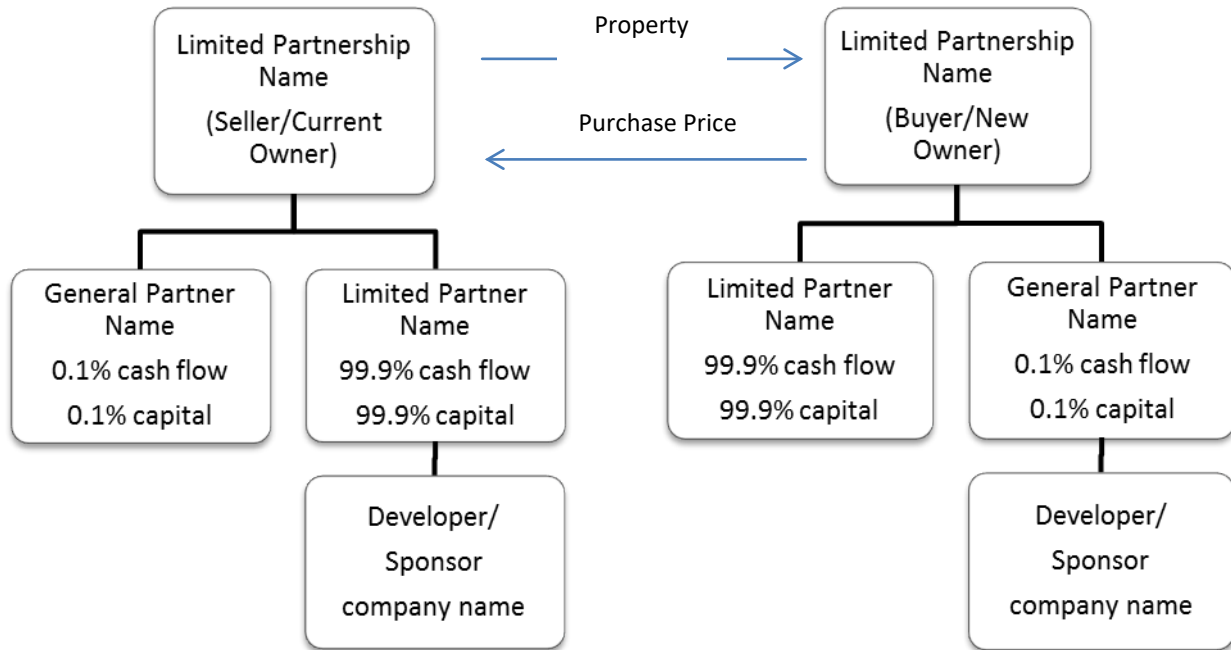 Limited Partnership
Name
(Seller/Current
Owner)
Property
Purchase Price
Limited Partnership
Name
(Buyer/New
Owner)
General Partner
Name
0.1% cash flow
0.1% capital
Limited Partner
Name
99.9% cash flow
99.9% capital
Limited Partner
Name
99.9% cash flow
99.9% capital
General Partner
Name
0.1% cash flow
0.1% capital
Developer/
Sponsor
company name
Developer/
Sponsor
company name